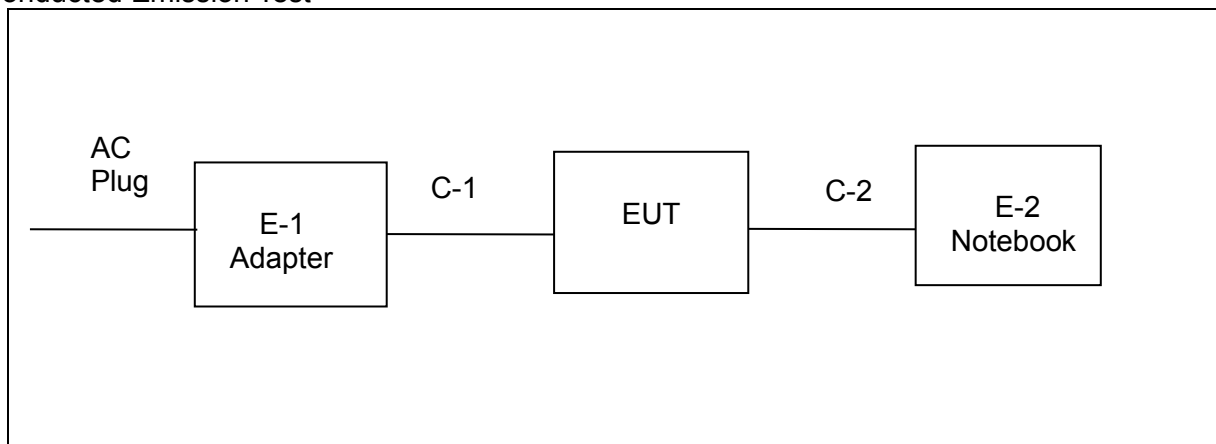 onducted Emission Test
AC
Plug
E-1
Adapter
C-1
EUT
C-2
E-2
Notebook